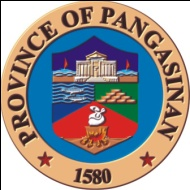 PROVINCE OF PANGASINAN
1580